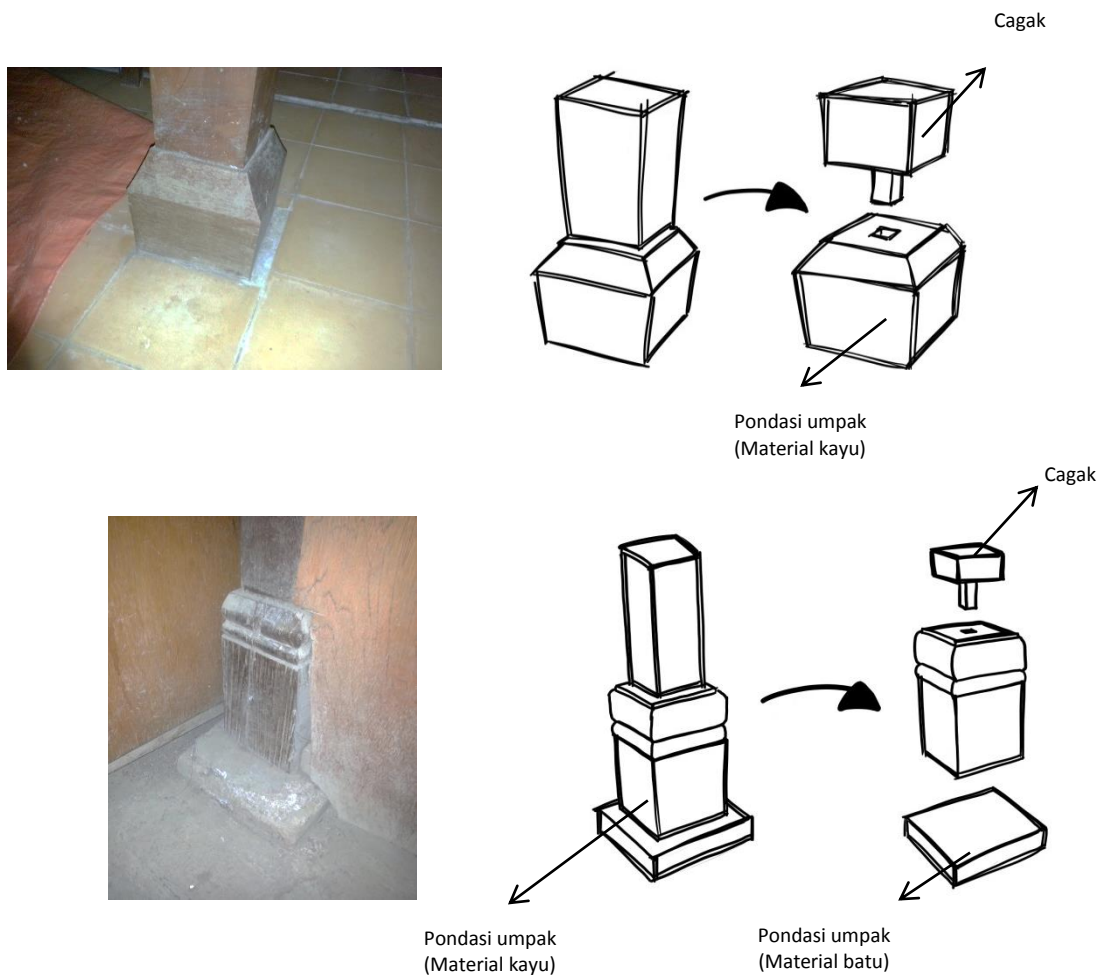 Cagak
Pondasi umpak
(Material kayu)
Cagak
Pondasi umpak
(Material kayu)
Pondasi umpak
(Material batu)